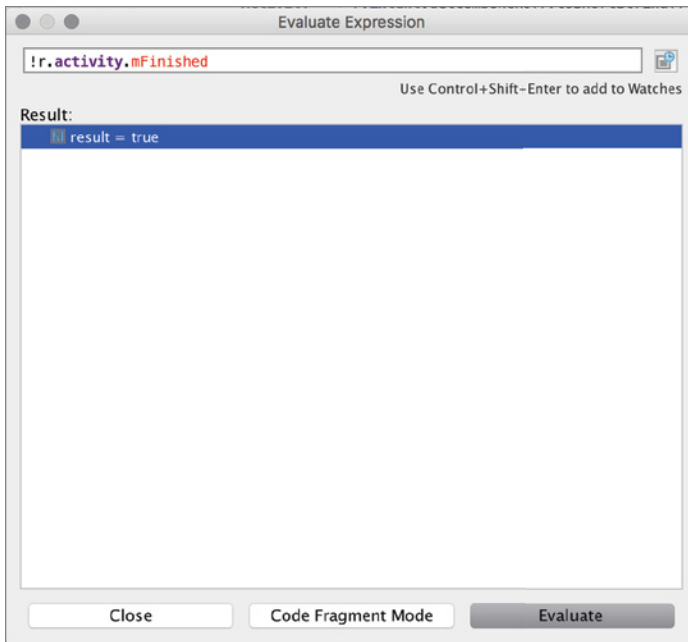 Evaluate Expression
!r.activity.mFinished
Use Control+Shift-Enter to add to Watches
Result:
result = true
Close Code Fragment Mode Evaluate